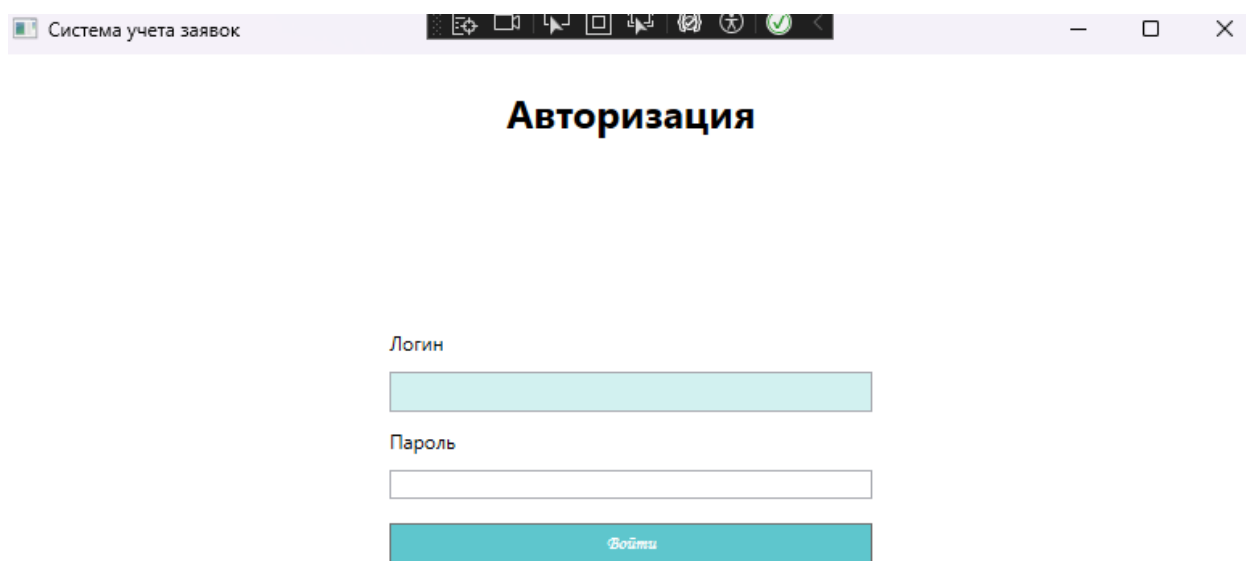 Система учета заявок
Авторизация
Логин
Пароль
Войти